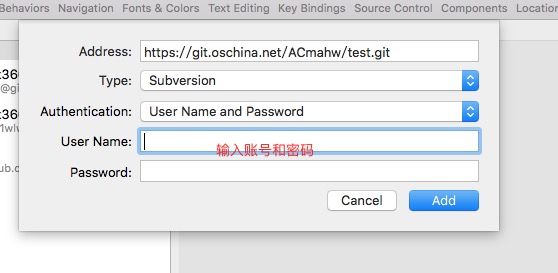 Behaviors Navigation Fonts & Colors Text Editing Key Bindings Source Control Components Location
Address: https://git.oschina.net/ACmahw/test.git
Type: Subversion
Authentication: User Name and Password
User Name:
输入账号和密码
Password:
Cancel Add